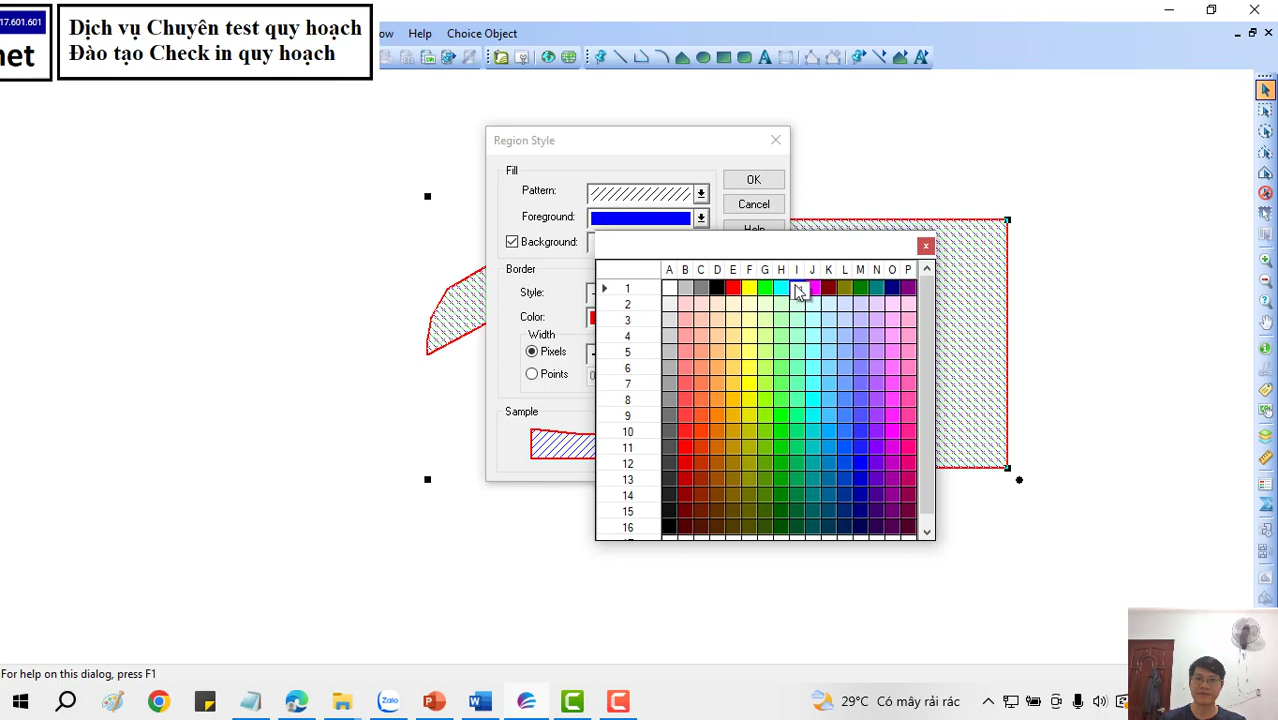 17.601.601
net
Dịch vụ Chuyên test quy hoạch
Đào tạo Check in quy hoạch
ow Help Choice Object
Region Style
Fill
Pattern:
Foreground:
Background:
OK
Cancel
Help
Border
Style:
Color:
Width
Pixels
Points
Sample
A B C D E F G H I J K L M N O P
1
2
3
4
5
6
7
8
9
10
11
12
13
14
15
16
For help on this dialog, press F1
Zalo
29°C Có mây rải rác